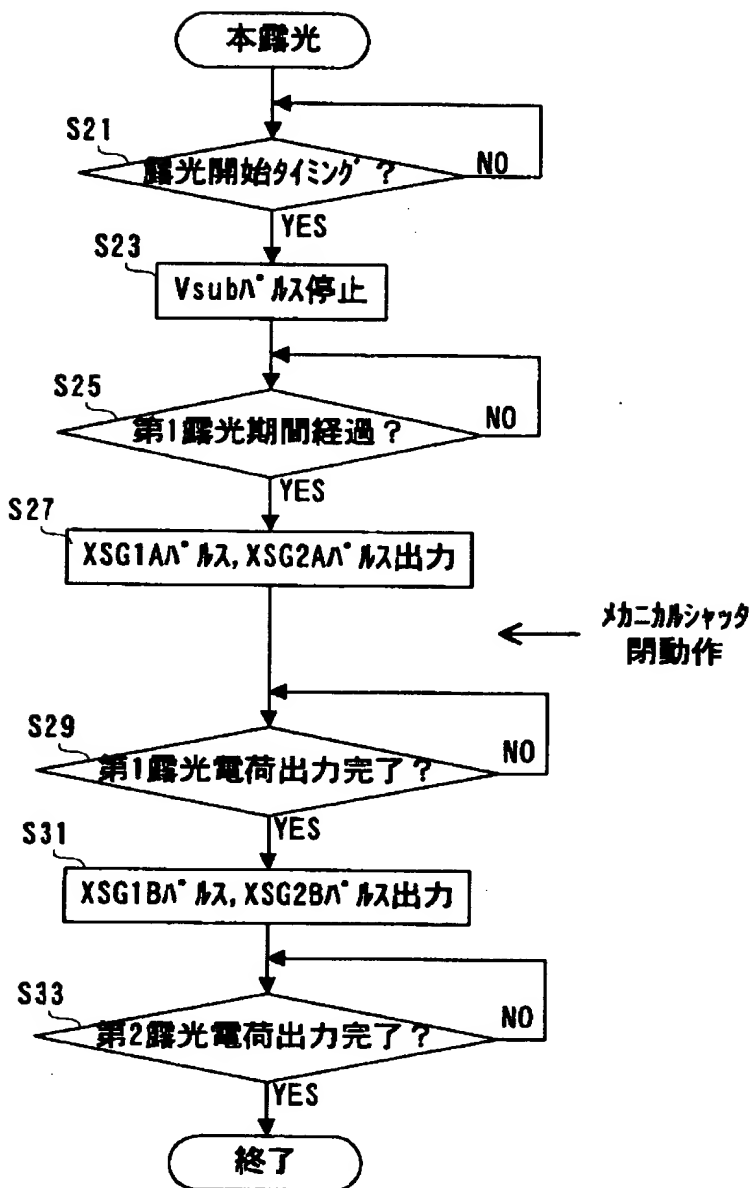 本露光
S21
露光開始ﾀｲﾐﾝｸﾞ?
NO
YES
S23
Vsubﾊﾟﾙｽ停止
S25
第1露光期間経過?
NO
YES
S27
XSG1Aﾊﾟﾙｽ,XSG2Aﾊﾟﾙｽ出力
ﾒｶﾆｶﾙｼｬｯﾀ
閉動作
S29
第1露光電荷出力完了?
NO
YES
S31
XSG1Bﾊﾟﾙｽ,XSG2Bﾊﾟﾙｽ出力
S33
第2露光電荷出力完了?
NO
YES
終了